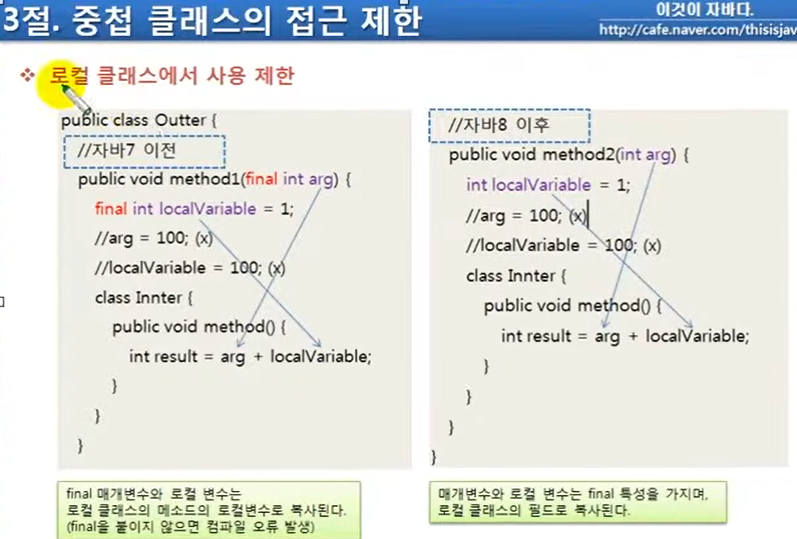 3절. 중첩 클래스의 접근 제한
이것이 자바다.
http://cafe.naver.com/thisisjav
로컬 클래스에서 사용 제한
public class Outter {
//자바7 이전
public void method1(final int arg) {
final int localVariable = 1;
//arg = 100; (x)
//localVariable = 100; (x)
class Innter {
public void method() {
int result = arg + localVariable;
}
}
}
final 매개변수와 로컬 변수는
로컬 클래스의 메소드의 로컬변수로 복사된다.
(final을 붙이지 않으면 컴파일 오류 발생)
//자바8 이후
public void method2(int arg) {
int localVariable = 1;
//arg = 100; (x)
//localVariable = 100; (x)
class Innter {
public void method() {
int result = arg + localVariable;
}
}
}
}
매개변수와 로컬 변수는 final 특성을 가지며,
로컬 클래스의 필드로 복사된다.